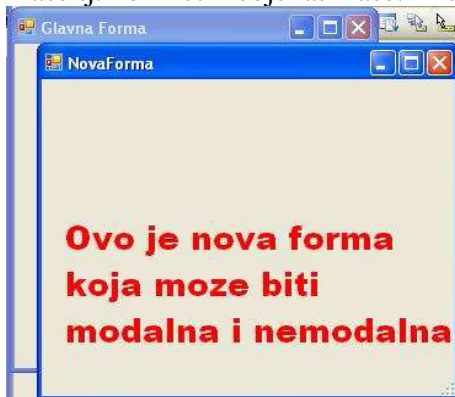 Glavna Forma
NovaForma
Ovo je nova forma
koja moze biti
modalna i nemodalna